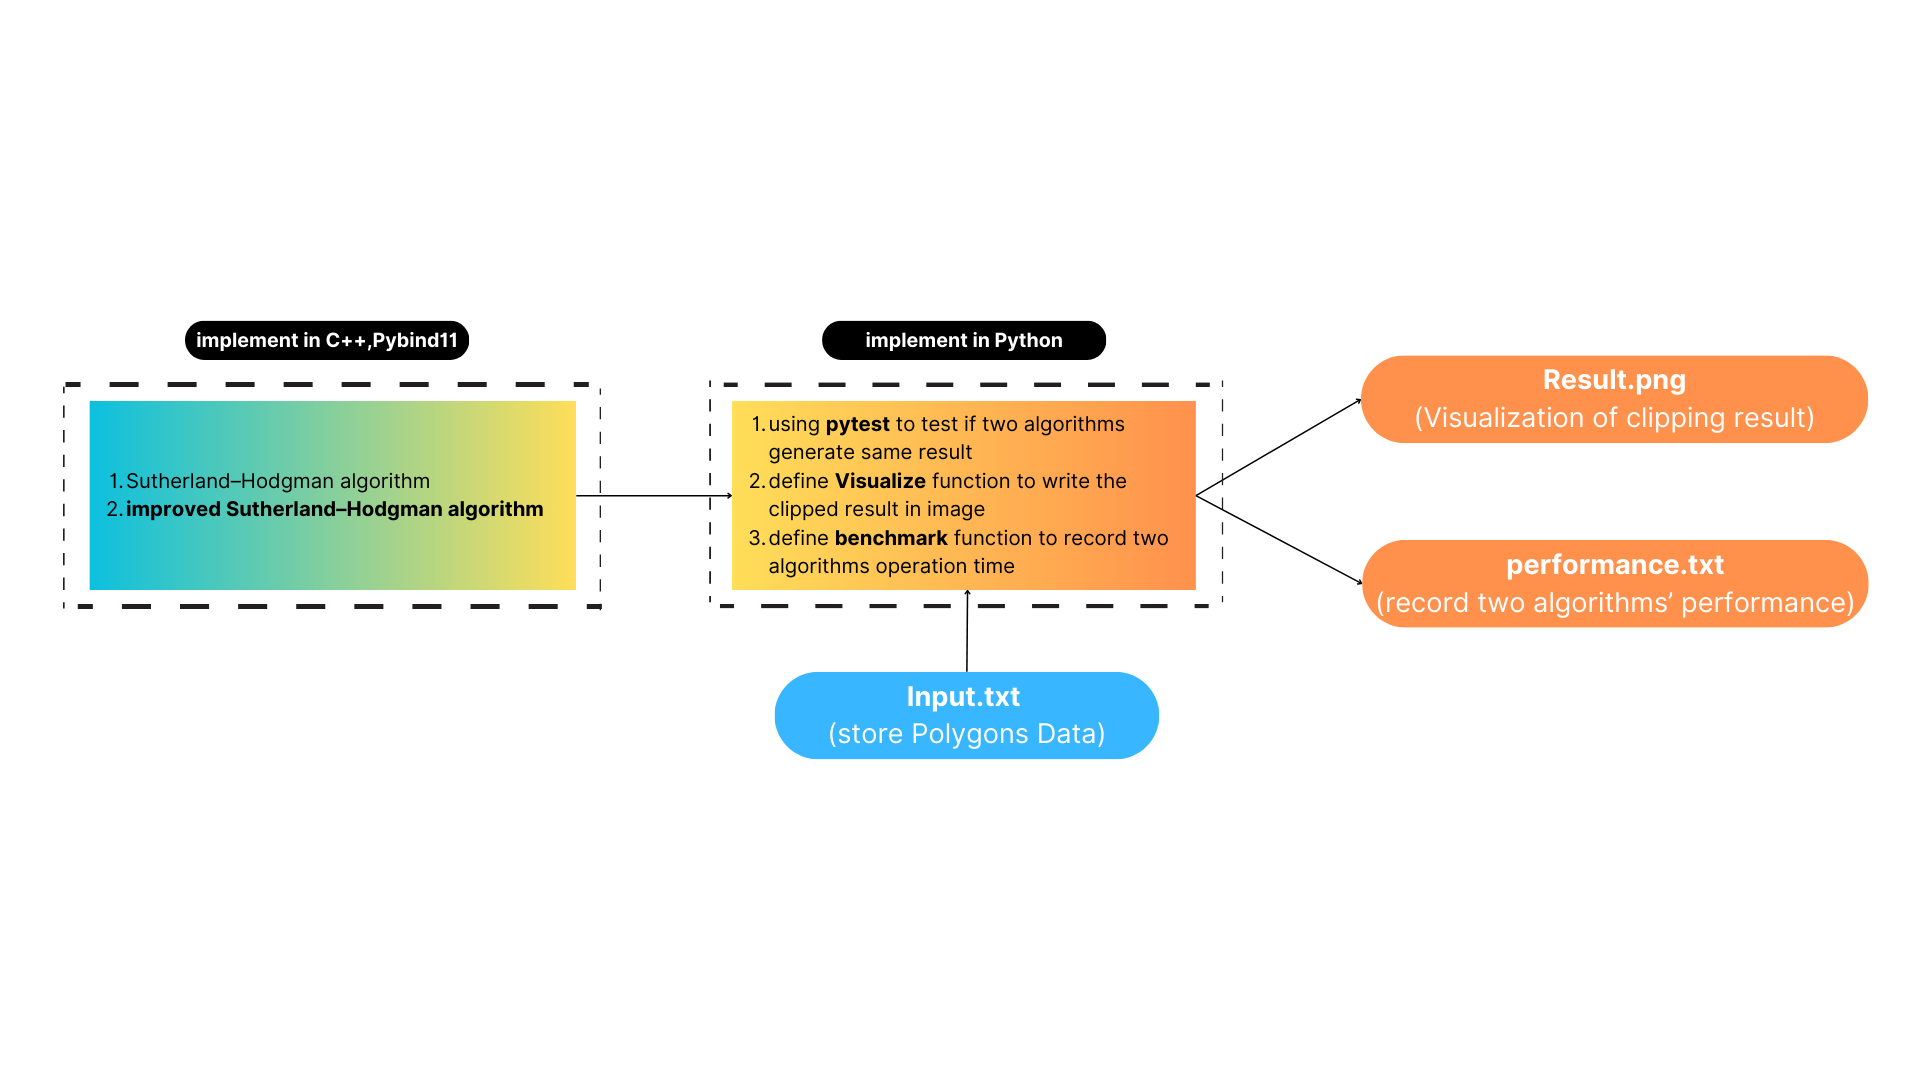 implement in C++,Pybind11
1. Sutherland–Hodgman algorithm
2. improved Sutherland–Hodgman algorithm
implement in Python
1. using pytest to test if two algorithms
generate same result
2. define Visualize function to write the
clipped result in image
3. define benchmark function to record two
algorithms operation time
Input.txt
(store Polygons Data)
Result.png
(Visualization of clipping result)
performance.txt
(record two algorithms’ performance)